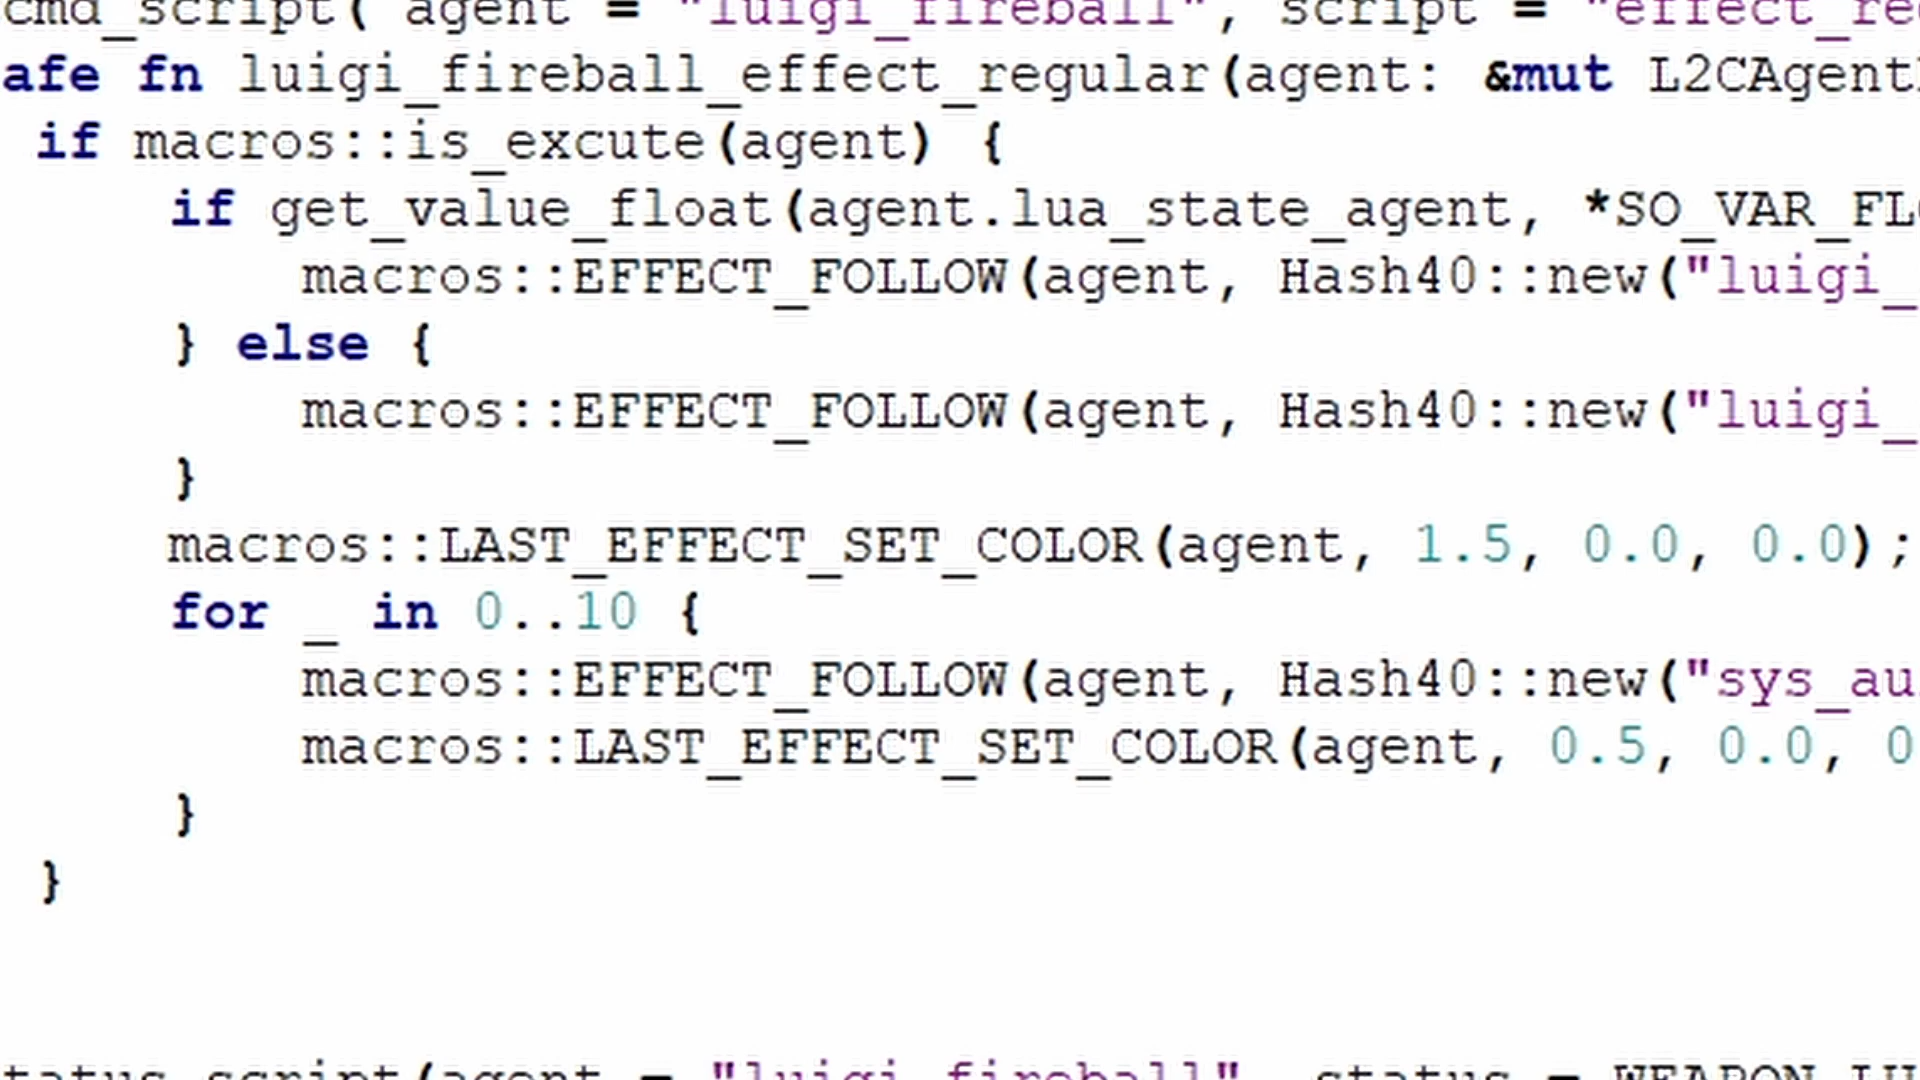 cmd_script( agent = "luigi_fireball", script = "effect_re
afe fn luigi_fireball_effect_regular(agent: &mut L2CAgent
if macros::is_excute(agent) {
if get_value_float(agent.lua_state_agent, *SO_VAR_FL
macros::EFFECT_FOLLOW(agent, Hash40::new("luigi_
} else {
macros::EFFECT_FOLLOW(agent, Hash40::new("luigi_
}
macros::LAST_EFFECT_SET_COLOR(agent, 1.5, 0.0, 0.0);
for _ in 0..10 {
macros::EFFECT_FOLLOW(agent, Hash40::new("sys_au
macros::LAST_EFFECT_SET_COLOR(agent, 0.5, 0.0, 0
}
}
tatus_script(agent = "luigi_fireball", status = WEAPON_LU